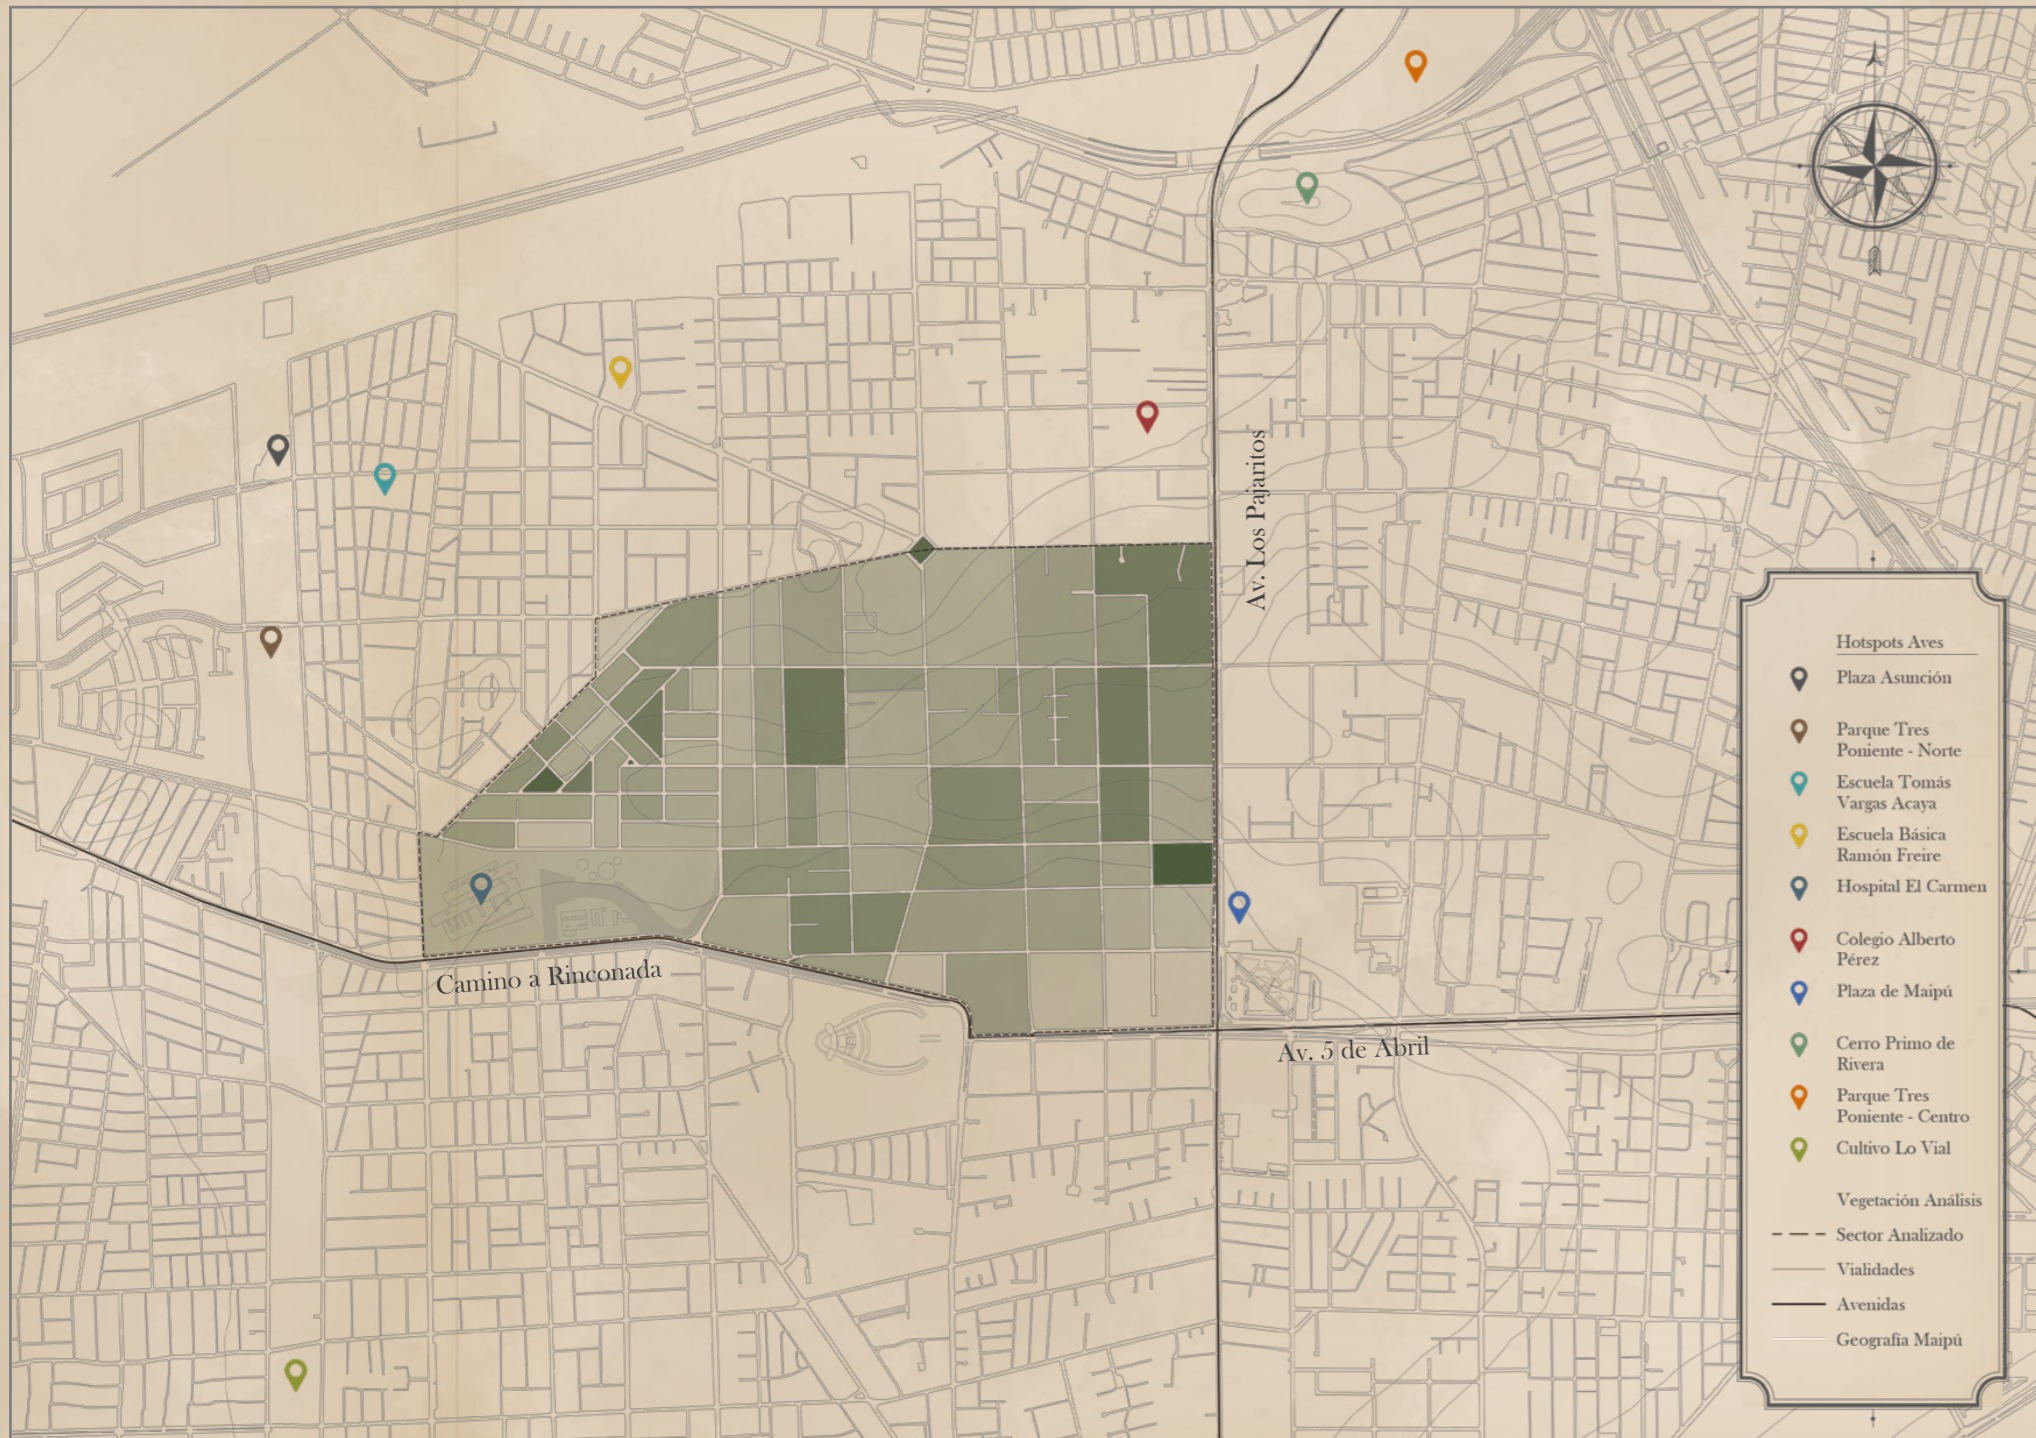 Av. Los Pajaritos
Camino a Rinconada
Av. 5 de Abril
Hotspots Aves
Plaza Asunción
Parque Tres
Poniente - Norte
Escuela Tomás
Vargas Acaya
Escuela Básica
Ramón Freire
Hospital El Carmen
Colegio Alberto
Pérez
Plaza de Maipú
Cerro Primo de
Rivera
Parque Tres
Poniente - Centro
Cultivo Lo Vial
Vegetación Análisis
Sector Analizado
Vialidades
Avenidas
Geografía Maipú